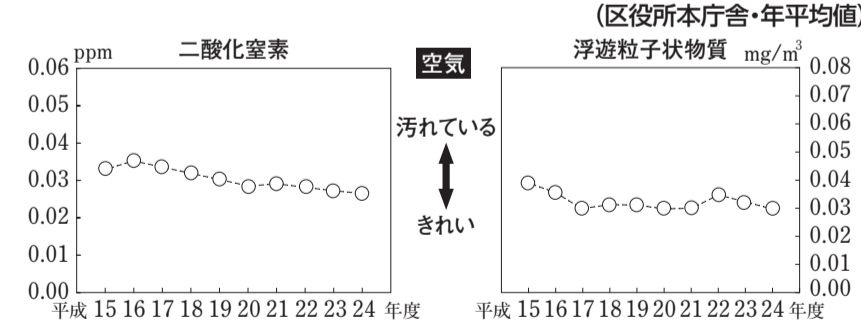 (区役所本庁舎・年平均値)
ppm
二酸化窒素
0.06
0.05
0.04
0.03
0.02
0.01
0.00
平成 15 16 17 18 19 20 21 22 23 24 年度
空気
汚れている
きれい
浮遊粒子状物質
mg/m³
0.08
0.07
0.06
0.05
0.04
0.03
0.02
0.01
0.00
平成 15 16 17 18 19 20 21 22 23 24 年度